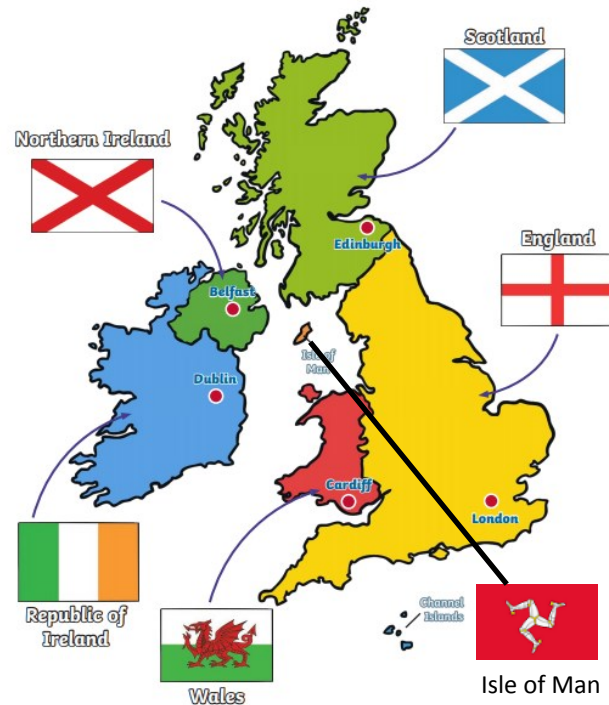 Scotland
Northern Ireland
England
Edinburgh
Belfast
Isle of
Man
Dublin
Cardiff
London
Republic of
Ireland
Channel
Islands
Wales
Isle of Man